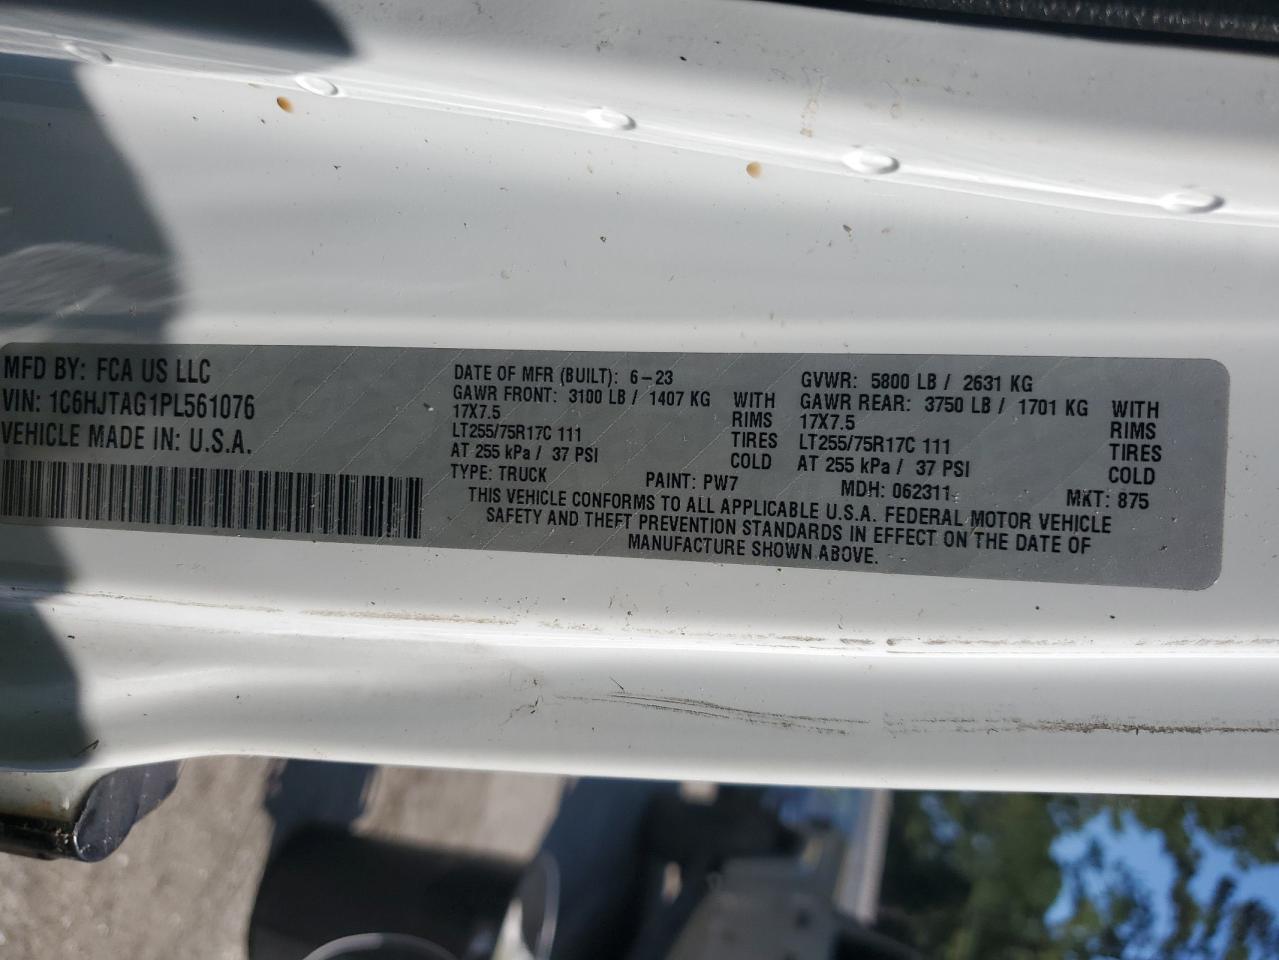 MFD BY: FCA US LLC
VIN: 1C6HJTAG1PL561076
VEHICLE MADE IN: U.S.A.
DATE OF MFR (BUILT): 6-23
GAWR FRONT: 3100 LB / 1407 KG WITH
17X7.5 RIMS
LT255/75R17C 111 TIRES
AT 255 kPa / 37 PSI COLD
GVWR: 5800 LB / 2631 KG
GAWR REAR: 3750 LB / 1701 KG WITH
17X7.5 RIMS
LT255/75R17C 111 TIRES
AT 255 kPa / 37 PSI COLD
TYPE: TRUCK PAINT: PW7 MDH: 062311 MKT: 875
THIS VEHICLE CONFORMS TO ALL APPLICABLE U.S.A. FEDERAL MOTOR VEHICLE
SAFETY AND THEFT PREVENTION STANDARDS IN EFFECT ON THE DATE OF
MANUFACTURE SHOWN ABOVE.